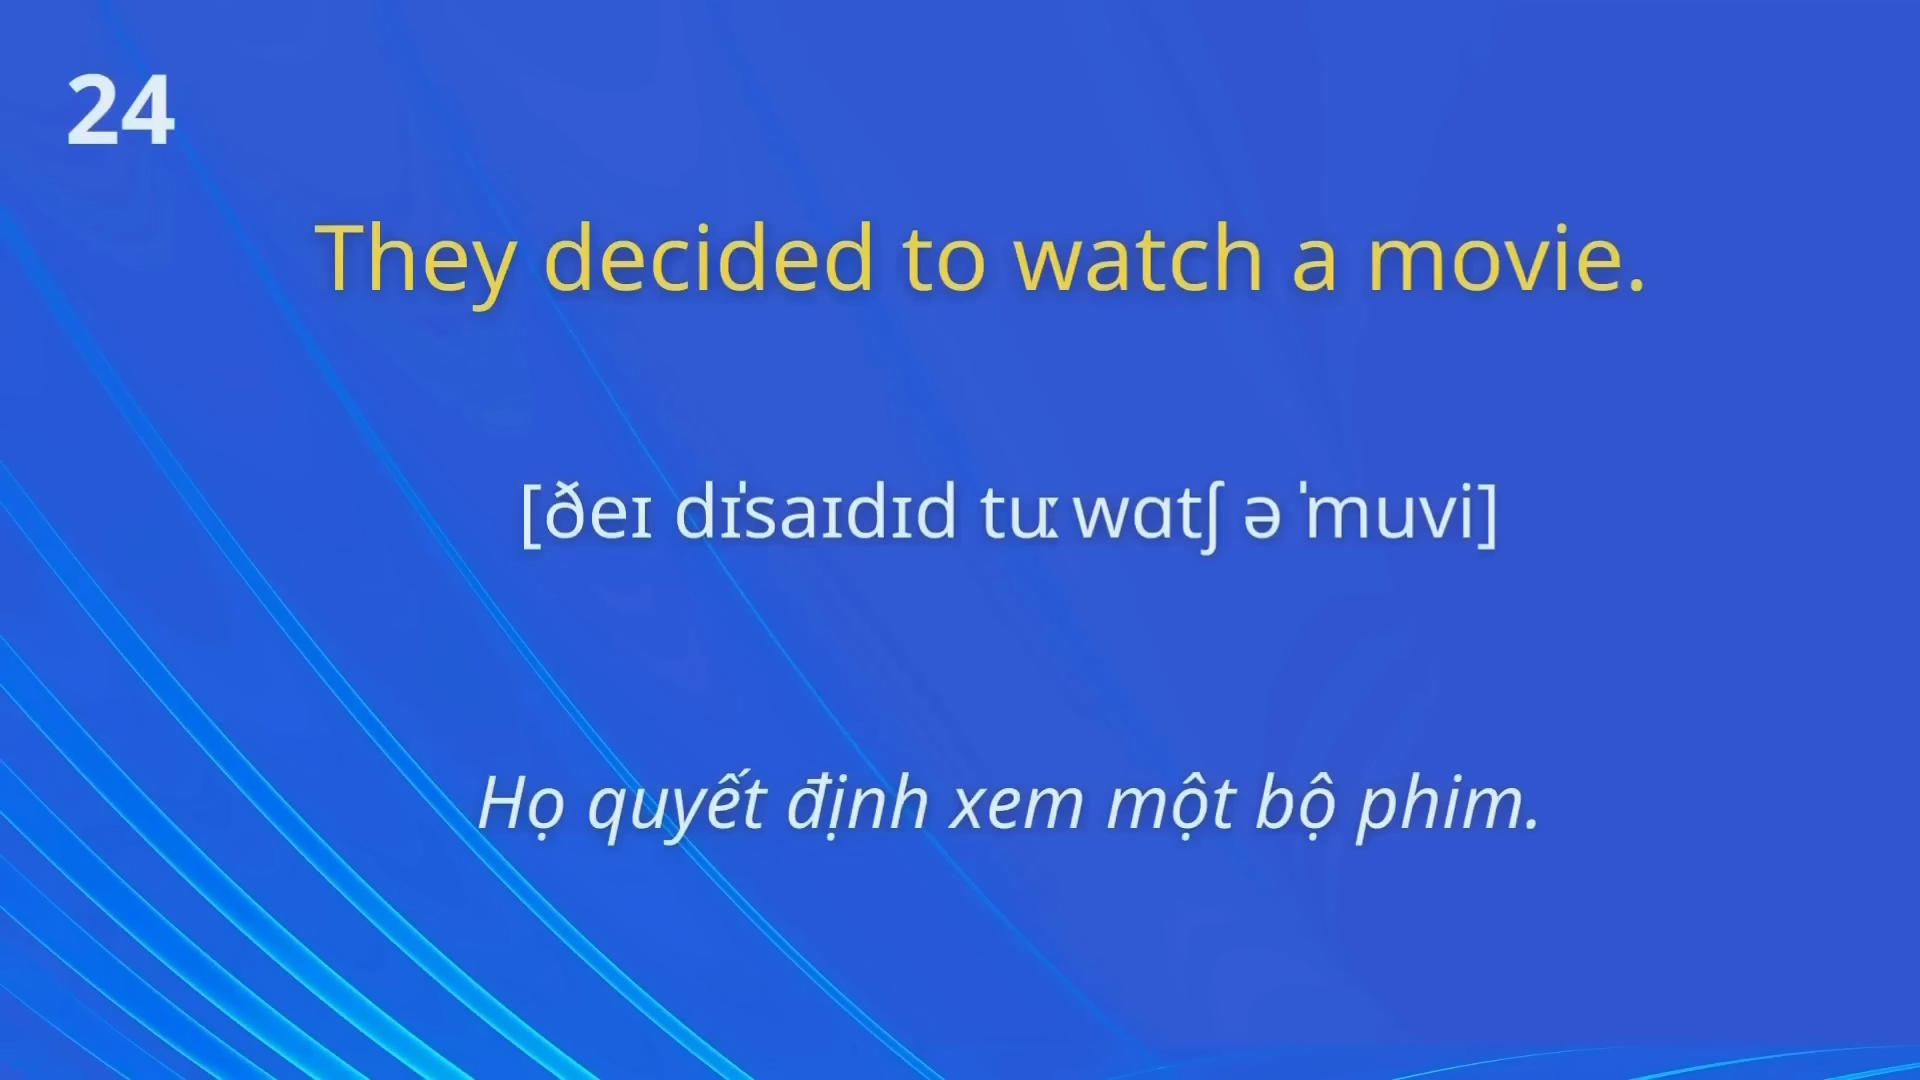 24
They decided to watch a movie.
[ðeɪ dɪˈsaɪdɪd tuː wɑtʃ ə ˈmuvi]
Họ quyết định xem một bộ phim.